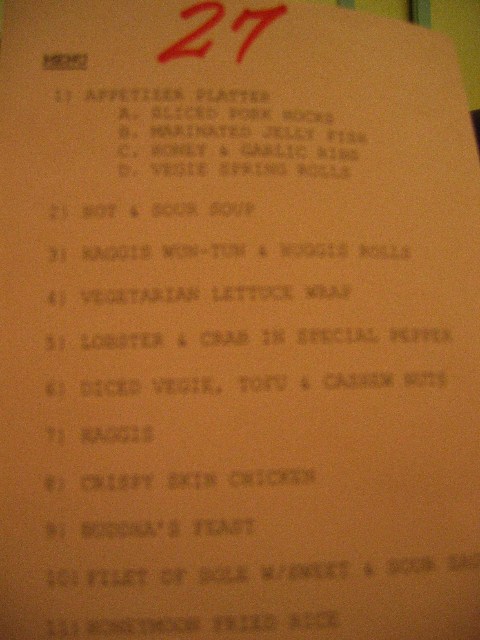 27
MENU
1) APPETIZER PLATTER
A. SLICED PORK HOCKS
B. MARINATED JELLY FISH
C. HONEY & GARLIC RIBS
D. VEGIE SPRING ROLLS
2) HOT & SOUR SOUP
3) HAGGIS WUN-TUN & HUGGIS ROLLS
4) VEGETARIAN LETTUCE WRAP
5) LOBSTER & CRAB IN SPECIAL PEPPER
6) DICED VEGIE, TOFU & CASHEW NUTS
7) HAGGIS
8) CRISPY SKIN CHICKEN
9) BUDDHA'S FEAST
10) FILET OF SOLE W/SWEET & SOUR
11) HONEYMOON FRIED RICE